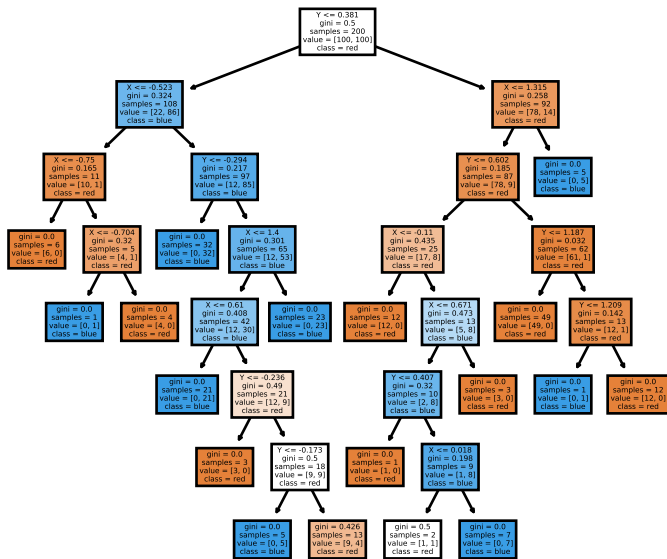 Y <= 0.381
gini = 0.5
samples = 200
value = [100, 100]
class = red
X <= -0.523
gini = 0.324
samples = 108
value = [22, 86]
class = blue
X <= 1.315
gini = 0.258
samples = 92
value = [78, 14]
class = red
X <= -0.75
gini = 0.165
samples = 11
value = [10, 1]
class = red
Y <= -0.294
gini = 0.217
samples = 97
value = [12, 85]
class = blue
Y <= 0.602
gini = 0.185
samples = 87
value = [78, 9]
class = red
gini = 0.0
samples = 5
value = [0, 5]
class = blue
gini = 0.0
samples = 6
value = [6, 0]
class = red
X <= -0.704
gini = 0.32
samples = 5
value = [4, 1]
class = red
gini = 0.0
samples = 32
value = [0, 32]
class = blue
X <= 1.4
gini = 0.301
samples = 65
value = [12, 53]
class = blue
X <= -0.11
gini = 0.435
samples = 25
value = [17, 8]
class = red
Y <= 1.187
gini = 0.032
samples = 62
value = [61, 1]
class = red
gini = 0.0
samples = 1
value = [0, 1]
class = blue
gini = 0.0
samples = 4
value = [4, 0]
class = red
X <= 0.61
gini = 0.408
samples = 42
value = [12, 30]
class = blue
gini = 0.0
samples = 23
value = [0, 23]
class = blue
gini = 0.0
samples = 12
value = [12, 0]
class = red
X <= 0.671
gini = 0.473
samples = 13
value = [5, 8]
class = blue
gini = 0.0
samples = 49
value = [49, 0]
class = red
Y <= 1.209
gini = 0.142
samples = 13
value = [12, 1]
class = red
gini = 0.0
samples = 21
value = [0, 21]
class = blue
Y <= -0.236
gini = 0.49
samples = 21
value = [12, 9]
class = red
Y <= 0.407
gini = 0.32
samples = 10
value = [2, 8]
class = blue
gini = 0.0
samples = 3
value = [3, 0]
class = red
gini = 0.0
samples = 1
value = [0, 1]
class = blue
gini = 0.0
samples = 12
value = [12, 0]
class = red
gini = 0.0
samples = 3
value = [3, 0]
class = red
Y <= -0.173
gini = 0.5
samples = 18
value = [9, 9]
class = red
gini = 0.0
samples = 1
value = [1, 0]
class = red
X <= 0.018
gini = 0.198
samples = 9
value = [1, 8]
class = blue
gini = 0.0
samples = 5
value = [0, 5]
class = blue
gini = 0.426
samples = 13
value = [9, 4]
class = red
gini = 0.5
samples = 2
value = [1, 1]
class = red
gini = 0.0
samples = 7
value = [0, 7]
class = blue